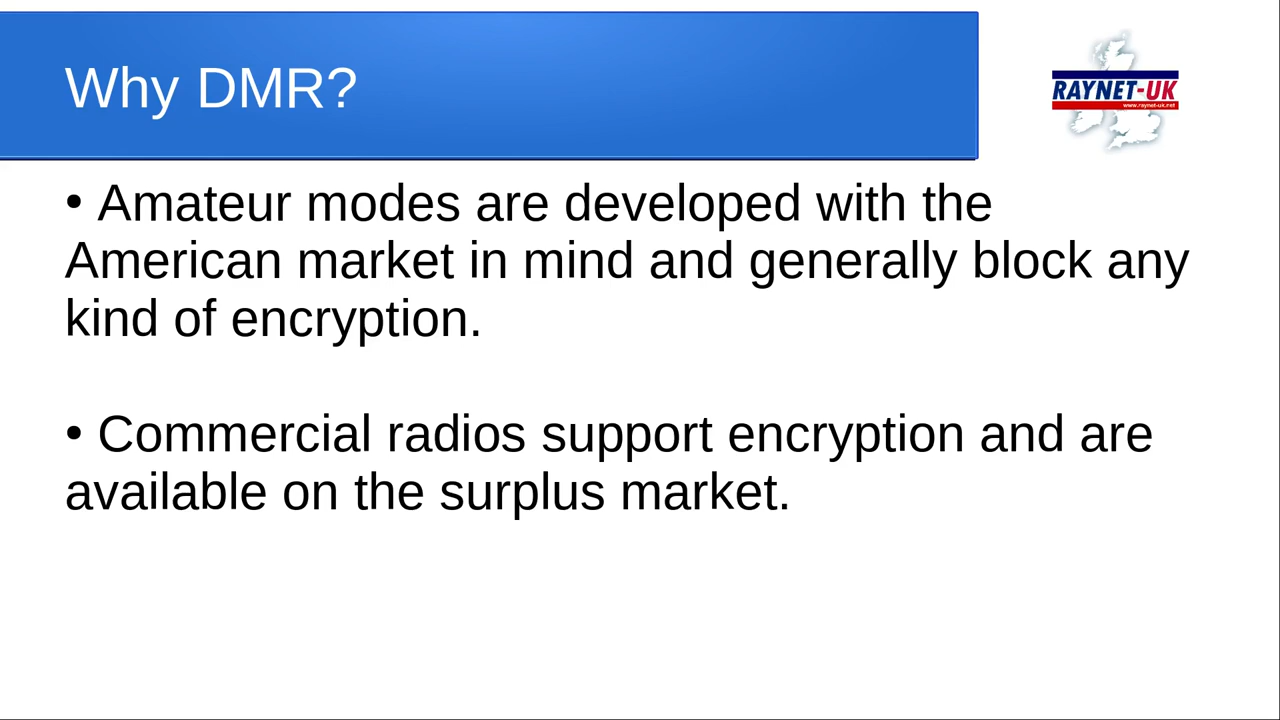 Why DMR?
RAYNET-UK
www.raynet-uk.net
• Amateur modes are developed with the
American market in mind and generally block any
kind of encryption.
• Commercial radios support encryption and are
available on the surplus market.